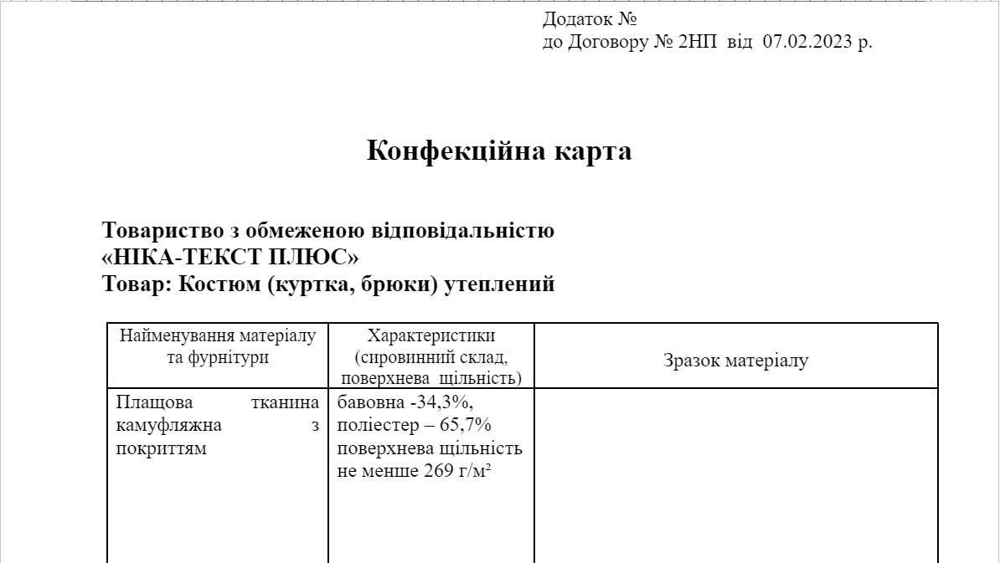 Додаток №
до Договору № 2НП від 07.02.2023 р.
Конфекційна карта
Товариство з обмеженою відповідальністю
«НІКА-ТЕКСТ ПЛЮС»
Товар: Костюм (куртка, брюки) утеплений
Найменування матеріалу
та фурнітури
Характеристики
(сировинний склад,
поверхнева щільність)
Зразок матеріалу
Плащова тканина
камуфляжна з
покриттям
бавовна -34,3%,
поліестер – 65,7%
поверхнева щільність
не менше 269 г/м²